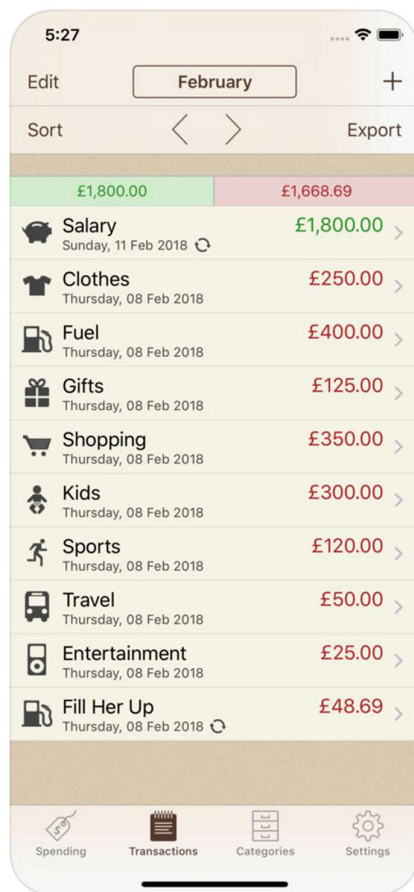 5:27
Edit February +
Sort < > Export
£1,800.00 £1,668.69
Salary £1,800.00
Sunday, 11 Feb 2018
Clothes £250.00
Thursday, 08 Feb 2018
Fuel £400.00
Thursday, 08 Feb 2018
Gifts £125.00
Thursday, 08 Feb 2018
Shopping £350.00
Thursday, 08 Feb 2018
Kids £300.00
Thursday, 08 Feb 2018
Sports £120.00
Thursday, 08 Feb 2018
Travel £50.00
Thursday, 08 Feb 2018
Entertainment £25.00
Thursday, 08 Feb 2018
Fill Her Up £48.69
Thursday, 08 Feb 2018
Spending Transactions Categories Settings